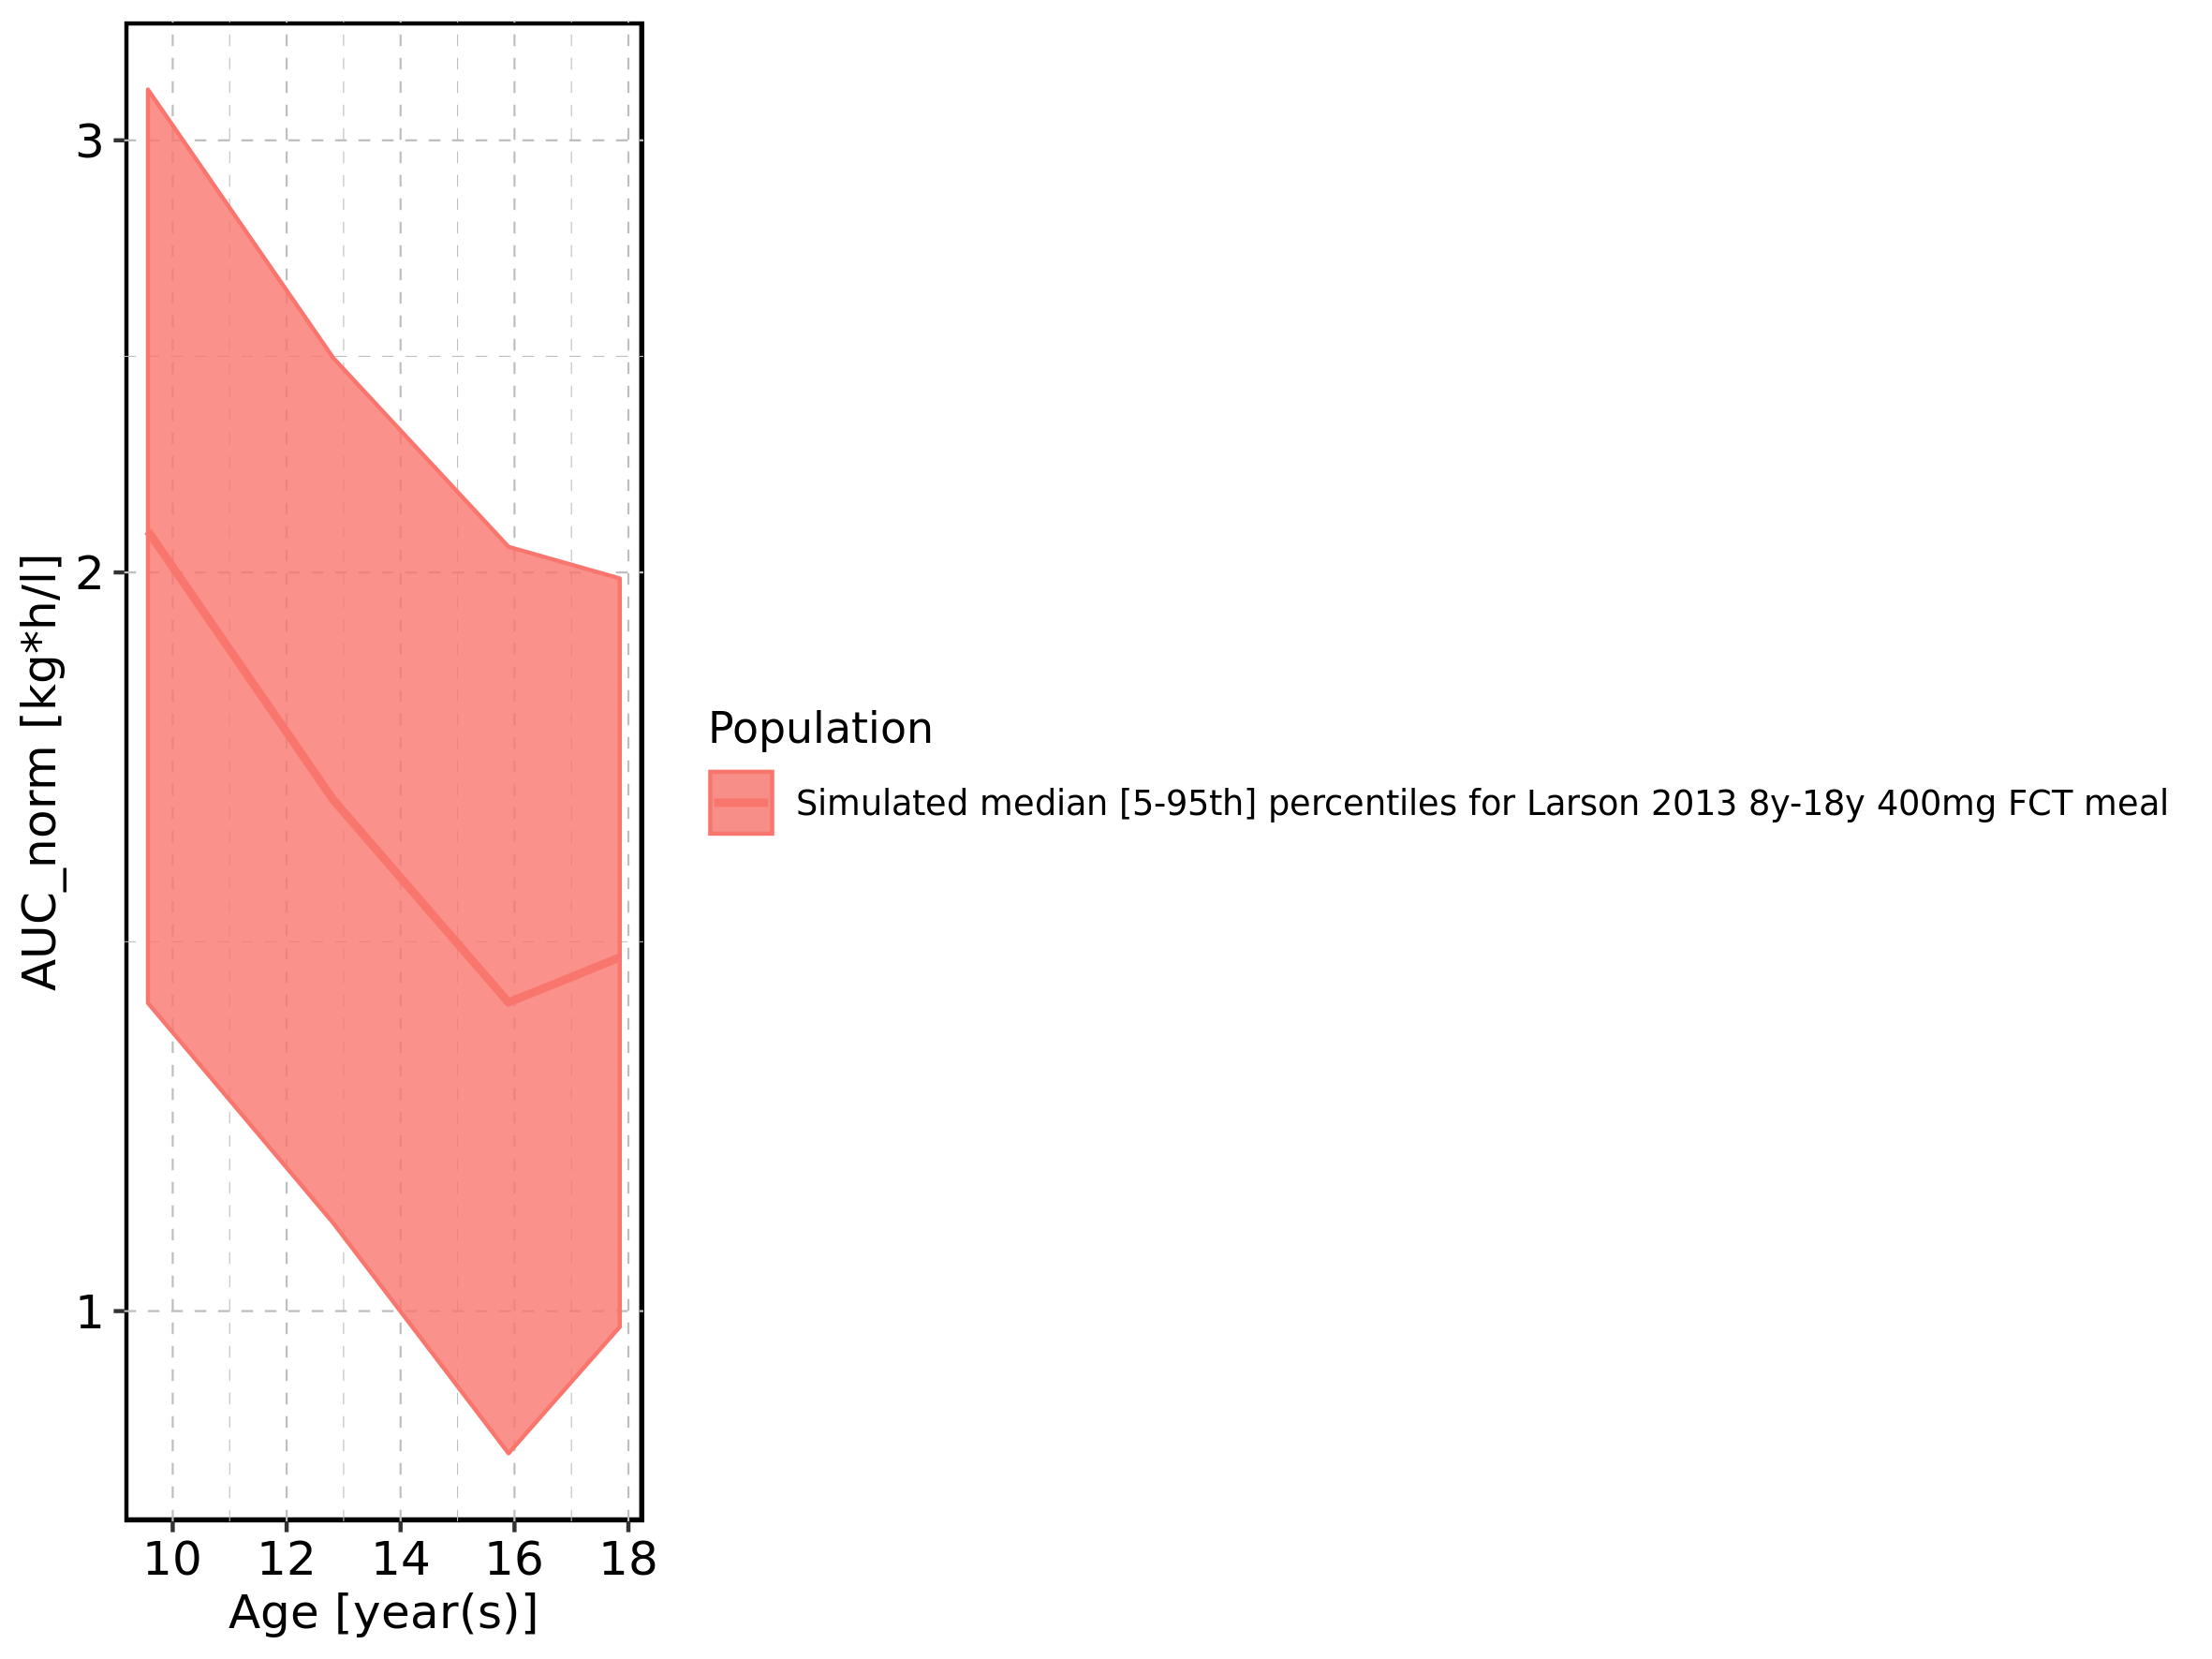 3
2
1
AUC_norm [kg*h/l]
10 12 14 16 18
Age [year(s)]
Population
Simulated median [5-95th] percentiles for Larson 2013 8y-18y 400mg FCT meal